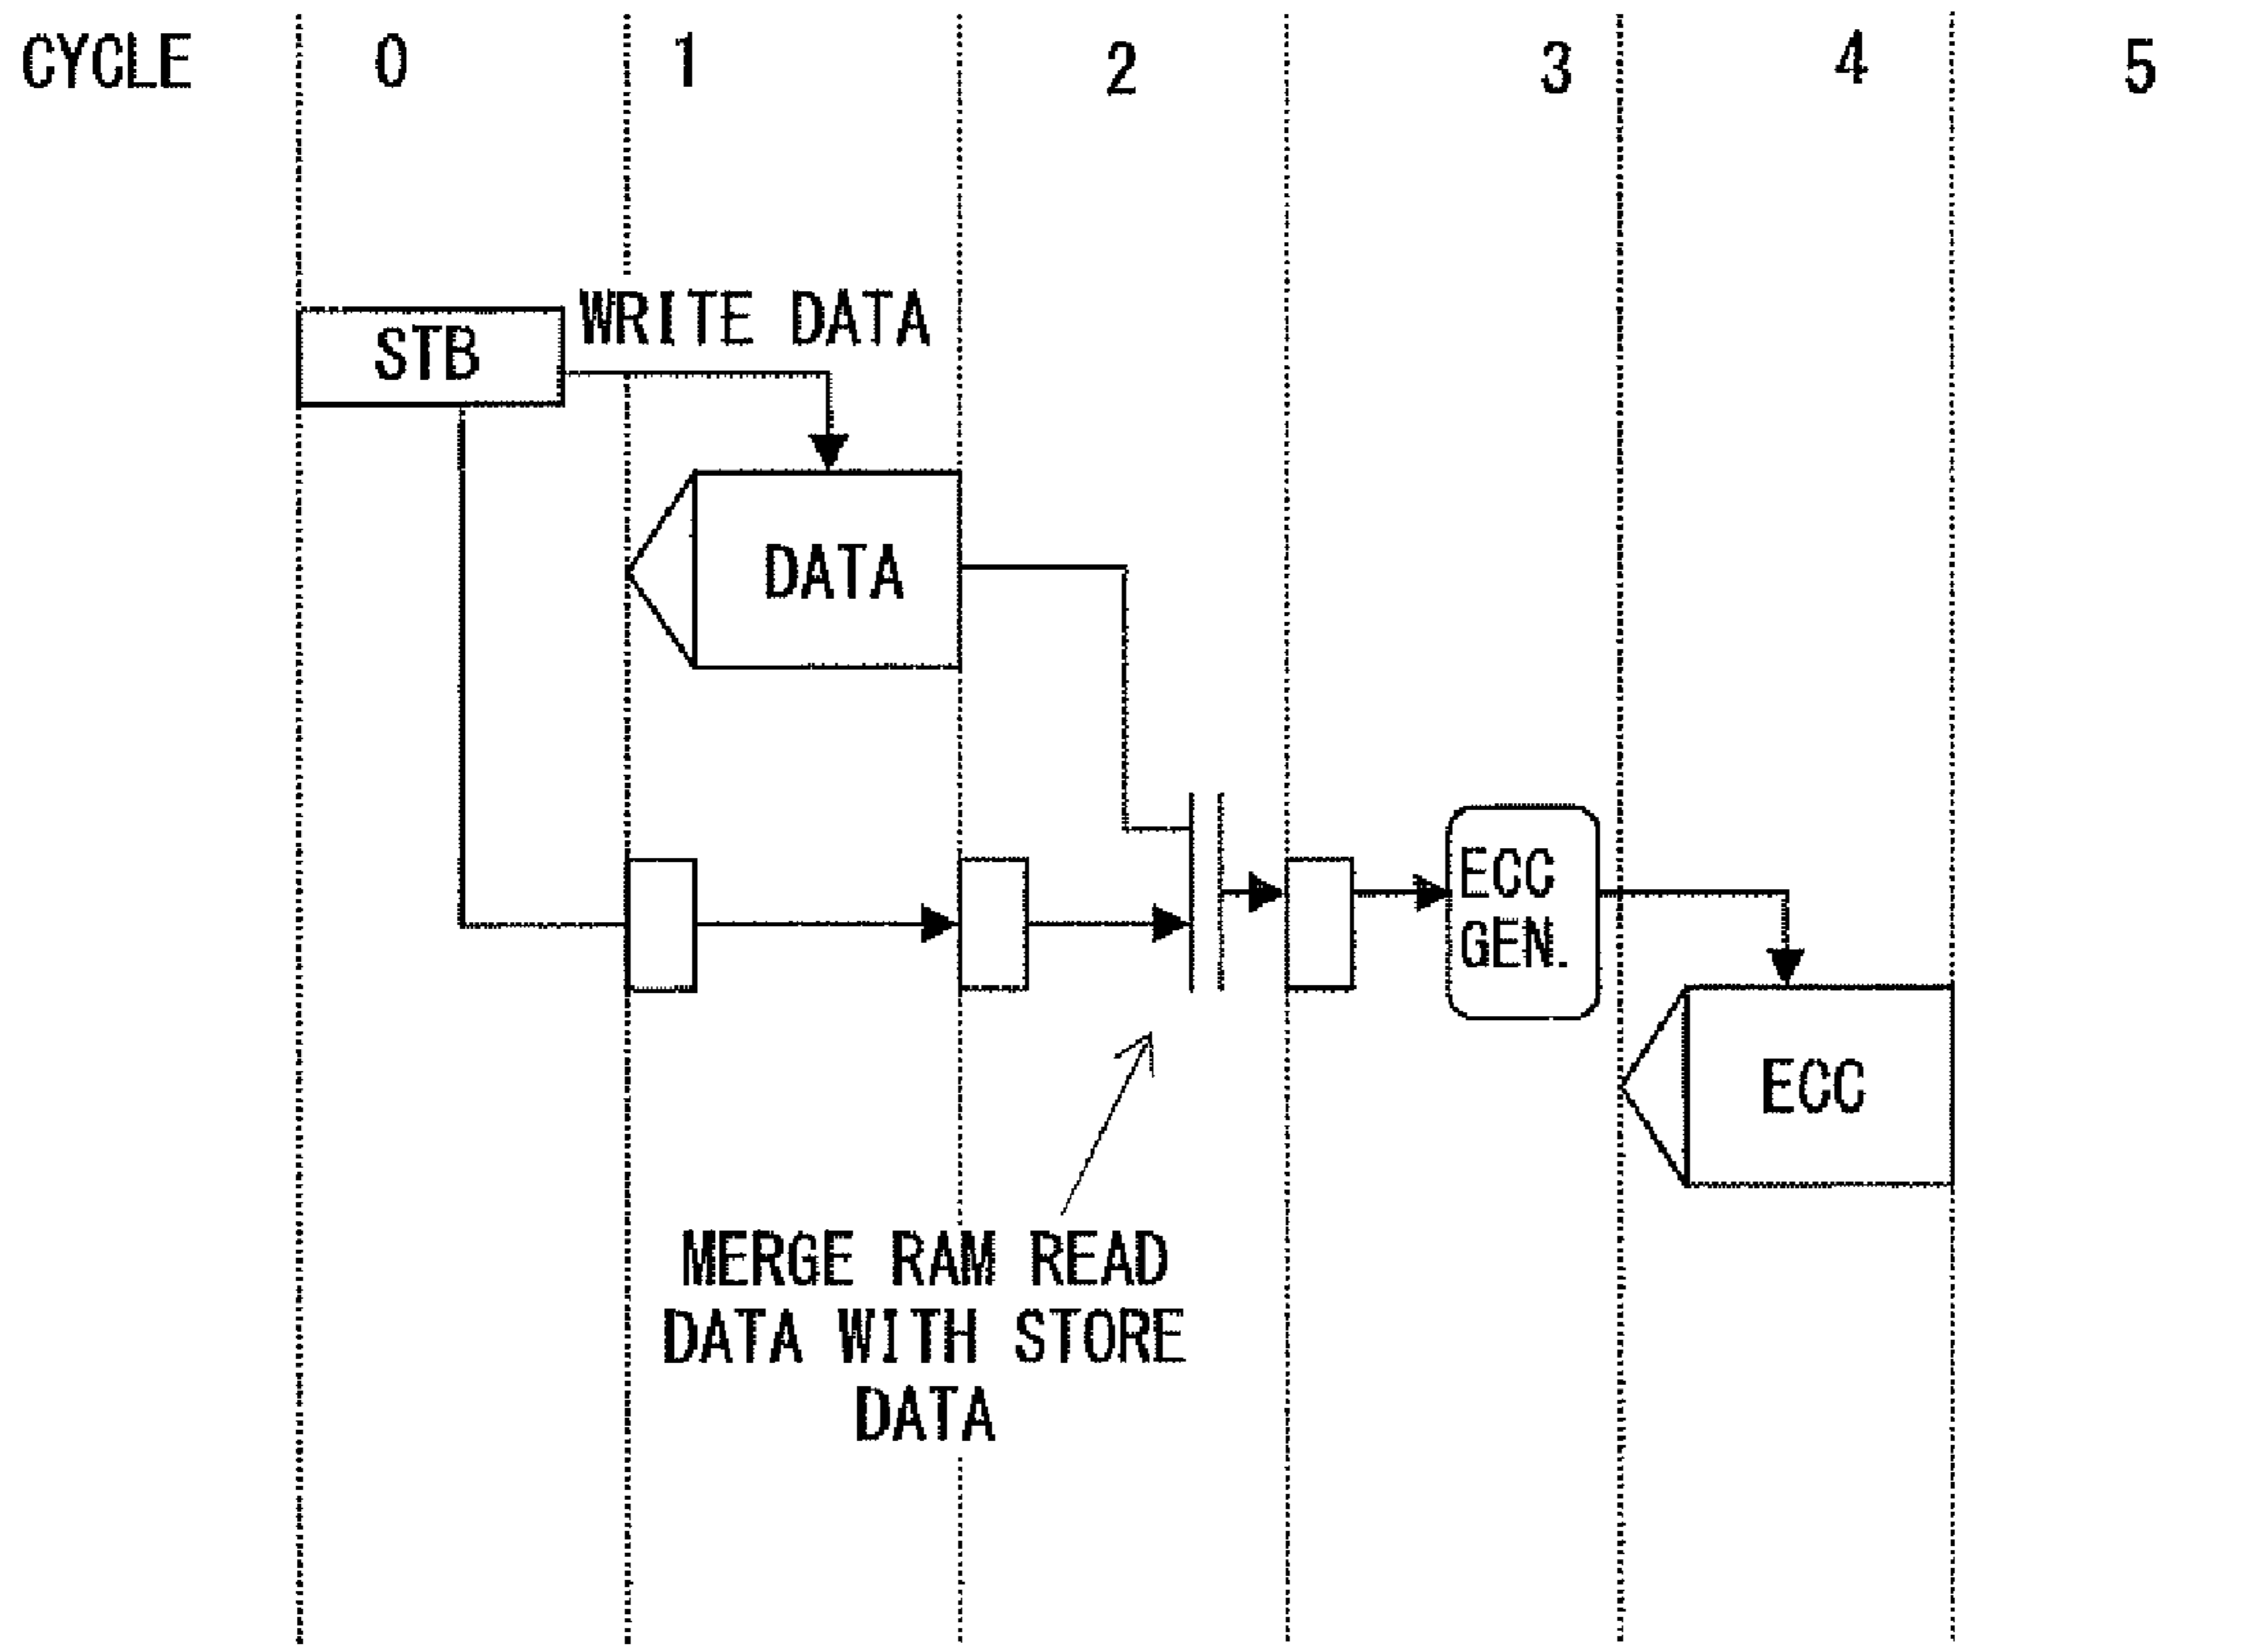 CYCLE 0 1 2 3 4 5
WRITE DATA
STB
DATA
ECC
GEN.
ECC
MERGE RAM READ
DATA WITH STORE
DATA